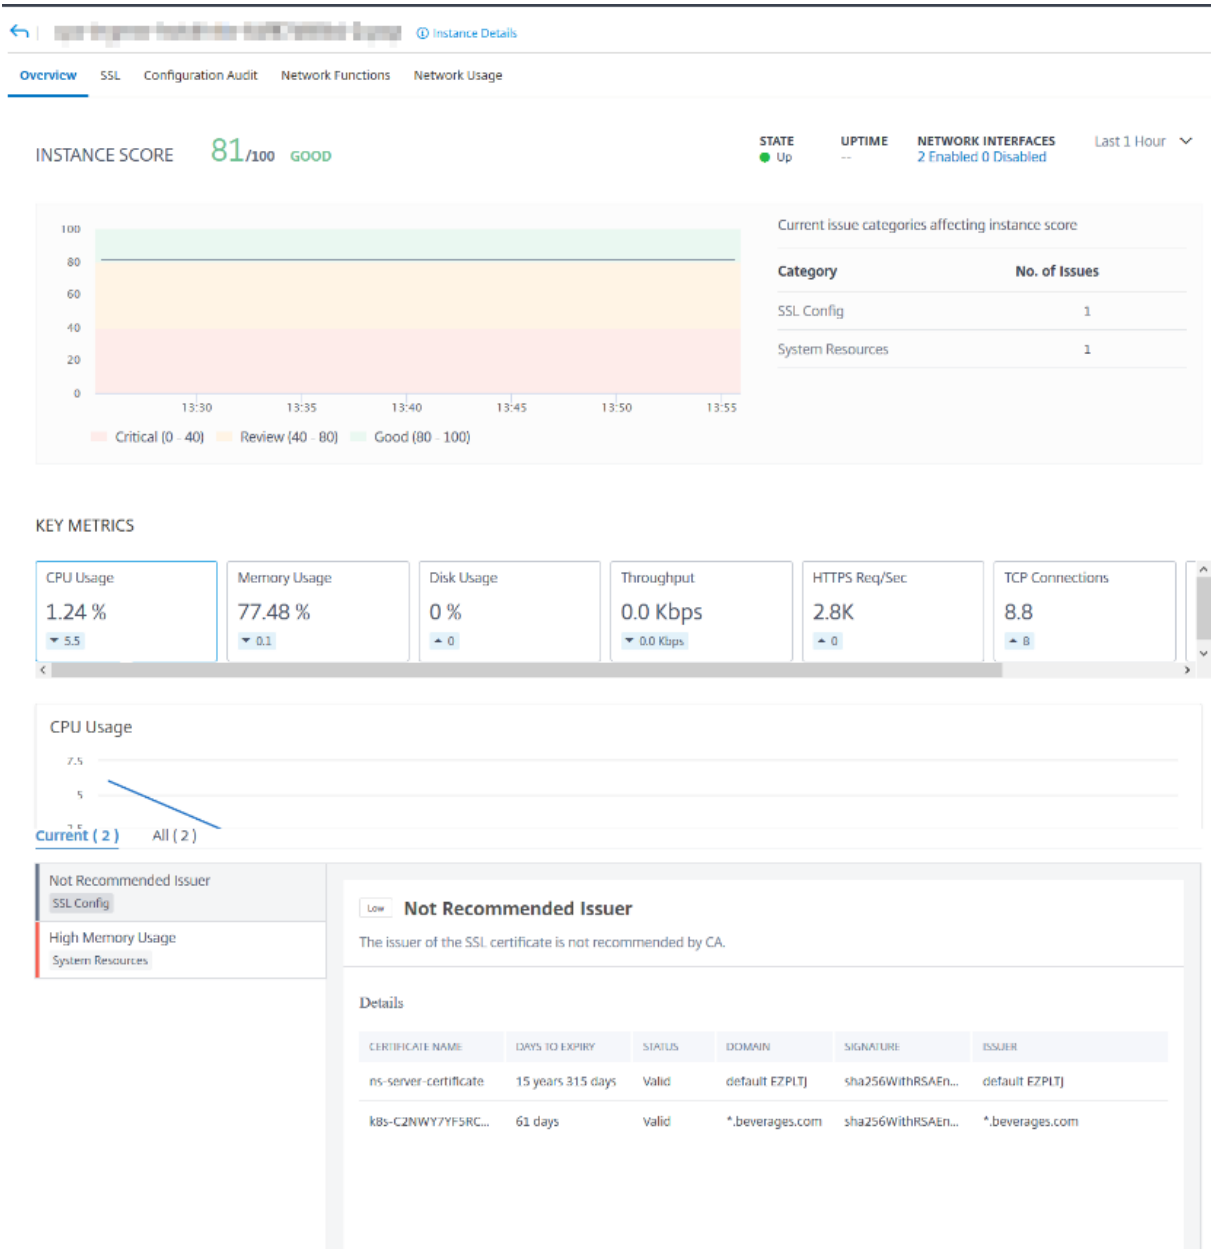 Instance Details
Overview SSL Configuration Audit Network Functions Network Usage
INSTANCE SCORE 81/100 GOOD
STATE UPTIME NETWORK INTERFACES Last 1 Hour
Up -- 2 Enabled 0 Disabled
100
80
60
40
20
0
13:30 13:35 13:40 13:45 13:50 13:55
Critical (0 - 40) Review (40 - 80) Good (80 - 100)
Current issue categories affecting instance score
Category No. of Issues
SSL Config 1
System Resources 1
KEY METRICS
CPU Usage
1.24 %
5.5
Memory Usage
77.48 %
0.1
Disk Usage
0 %
0
Throughput
0.0 Kbps
0.0 Kbps
HTTPS Req/Sec
2.8K
0
TCP Connections
8.8
8
CPU Usage
7.5
5
Current ( 2 ) All ( 2 )
Not Recommended Issuer
SSL Config
High Memory Usage
System Resources
Low Not Recommended Issuer
The issuer of the SSL certificate is not recommended by CA.
Details
CERTIFICATE NAME DAYS TO EXPIRY STATUS DOMAIN SIGNATURE ISSUER
ns-server-certificate 15 years 315 days Valid default EZPLTJ sha256WithRSAEn... default EZPLTJ
k8s-C2NWY7YF5RC... 61 days Valid *.beverages.com sha256WithRSAEn... *.beverages.com